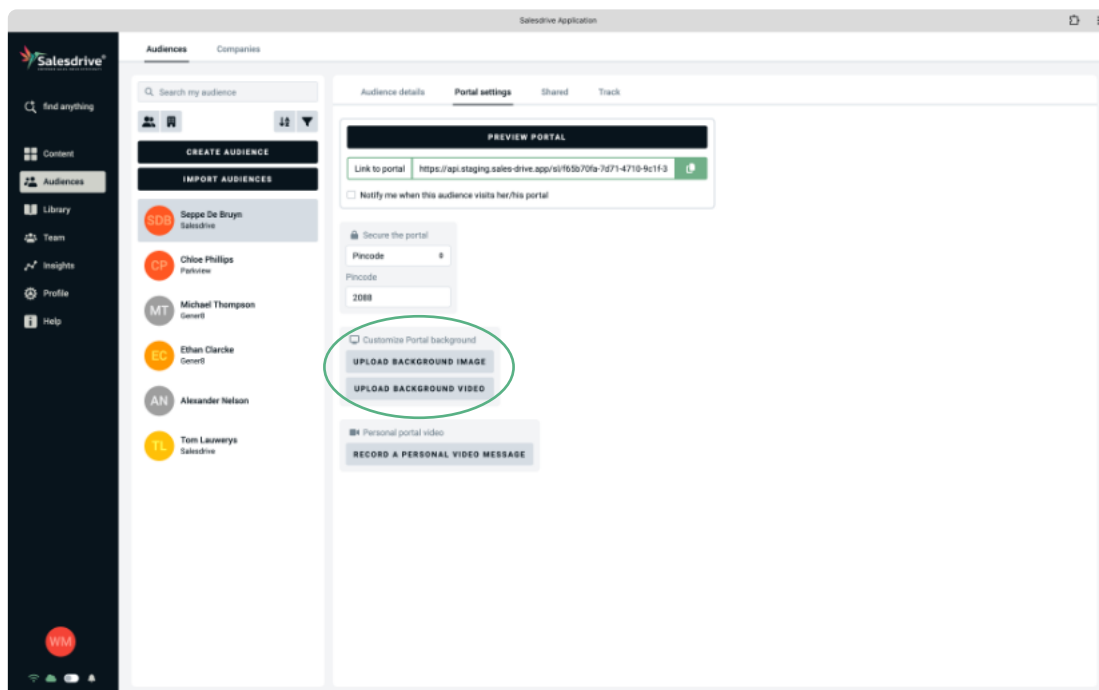 Salesdrive Application
Salesdrive®
find anything
Content
Audiences
Library
Team
Insights
Profile
Help
WM
Audiences
Companies
Search my audience
CREATE AUDIENCE
IMPORT AUDIENCES
SDB
Seppe De Bruyn
Salesdrive
CP
Chloe Phillips
Parkview
MT
Michael Thompson
Gener8
EC
Ethan Clarcke
Gener8
AN
Alexander Nelson
TL
Tom Lauwerys
Salesdrive
Audience details
Portal settings
Shared
Track
PREVIEW PORTAL
Link to portal https://api.staging.sales-drive.app/sl/f65b70fa-7d71-4710-9c1f-3
Notify me when this audience visits her/his portal
Secure the portal
Pincode
Pincode
2088
Customize Portal background
UPLOAD BACKGROUND IMAGE
UPLOAD BACKGROUND VIDEO
Personal portal video
RECORD A PERSONAL VIDEO MESSAGE